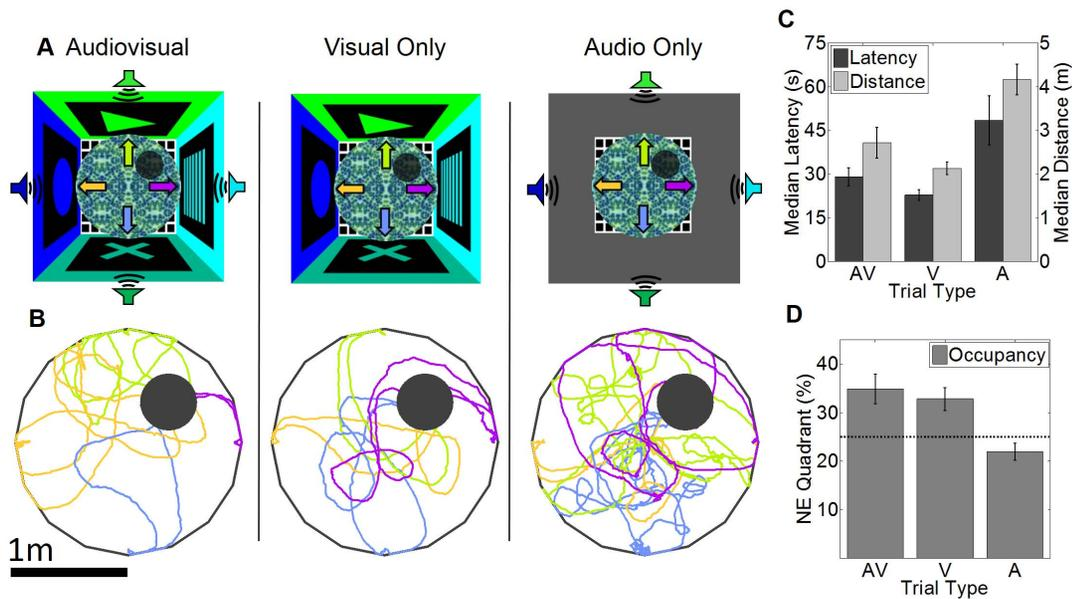 A Audiovisual
Visual Only
Audio Only
B
1m
C
75
60
45
30
15
0
Median Latency (s)
Latency
Distance
5
4
3
2
1
0
Median Distance (m)
AV V A
Trial Type
D
Occupancy
40
30
20
10
NE Quadrant (%)
AV V A
Trial Type